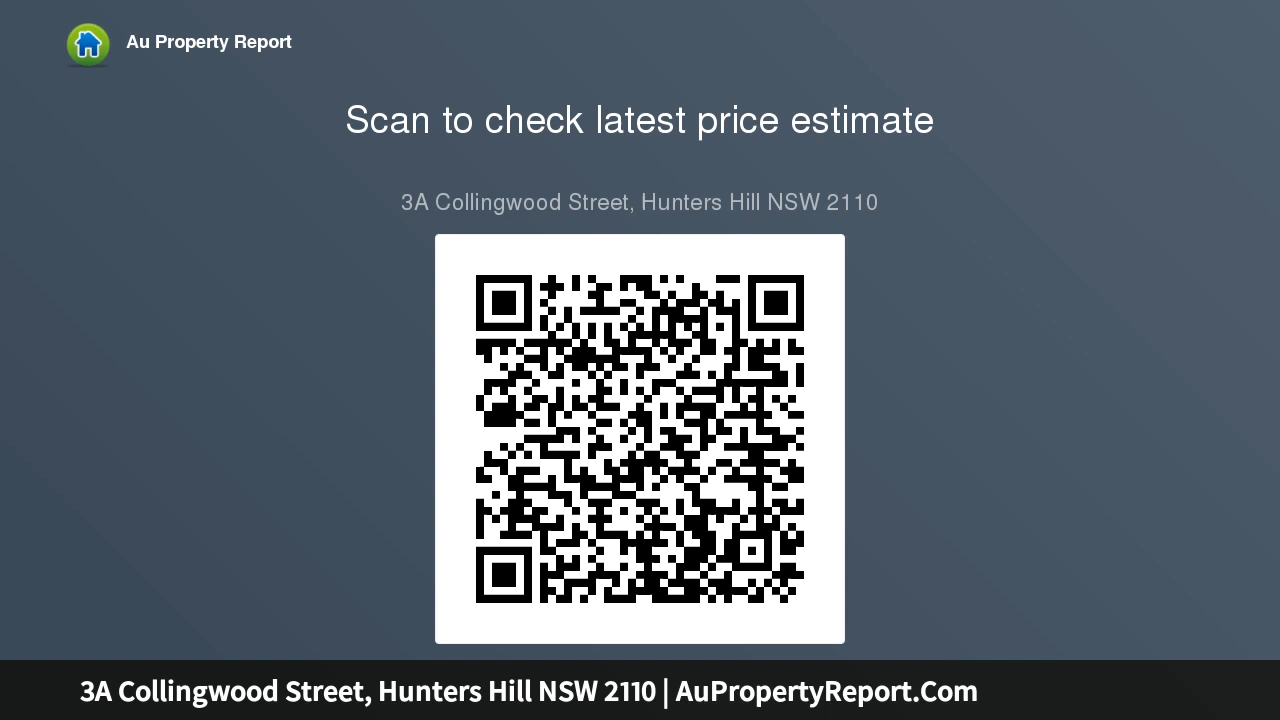 Au Property Report
Scan to check latest price estimate
3A Collingwood Street, Hunters Hill NSW 2110
3A Collingwood Street, Hunters Hill NSW 2110 | AuPropertyReport.Com